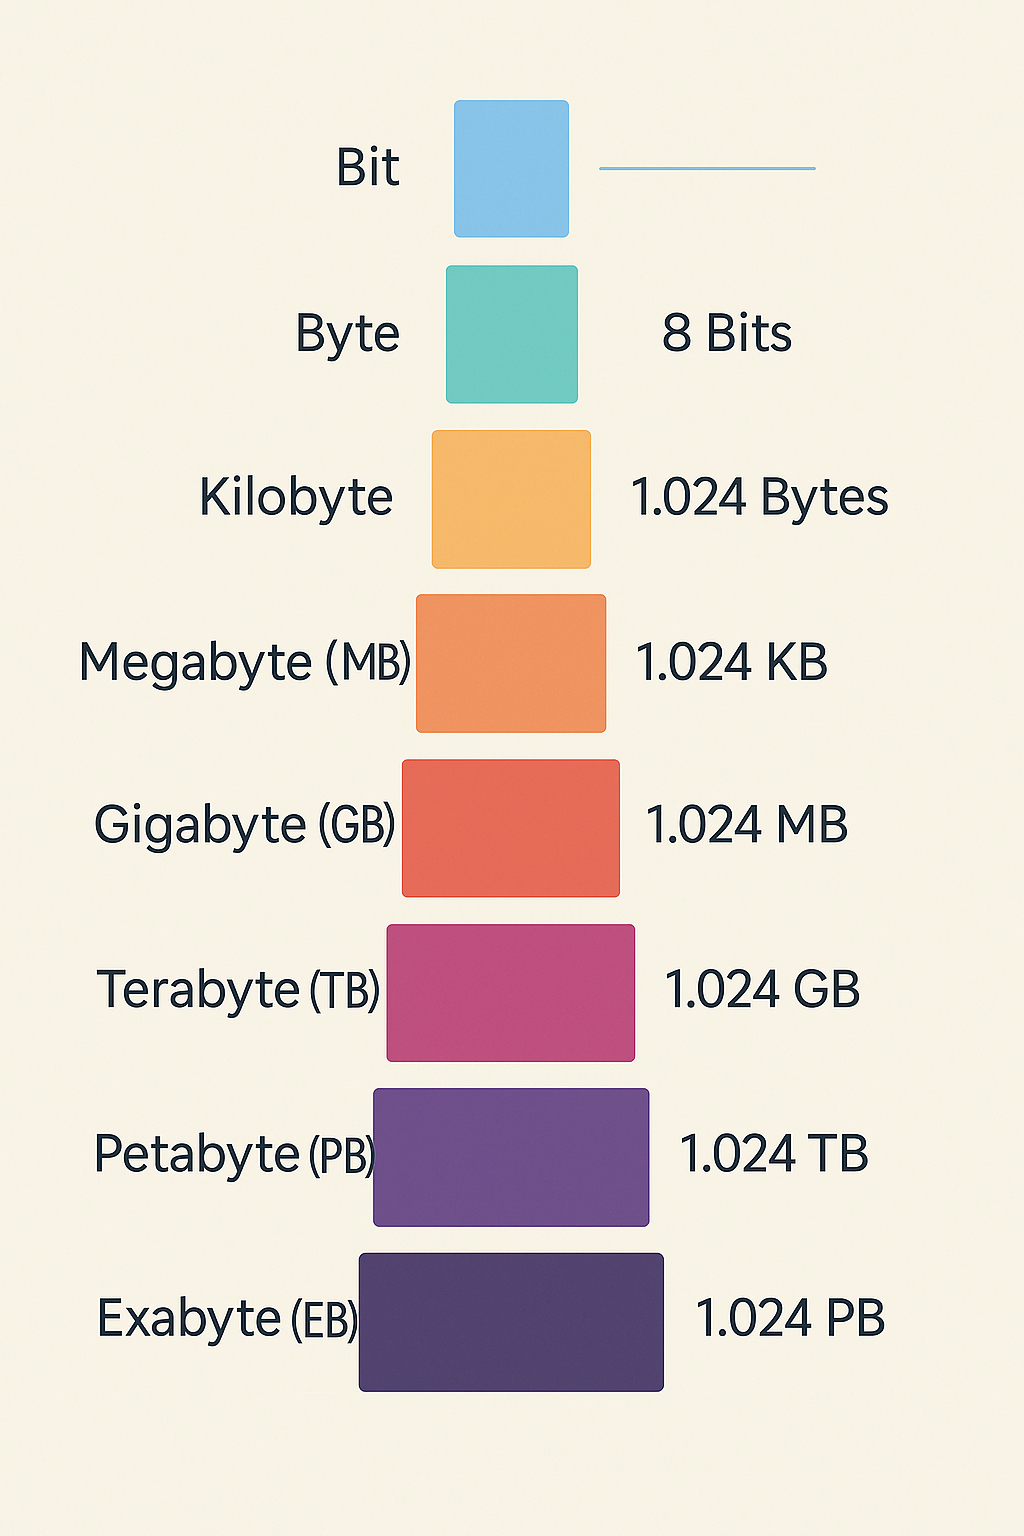 Bit
Byte 8 Bits
Kilobyte 1.024 Bytes
Megabyte (MB) 1.024 KB
Gigabyte (GB) 1.024 MB
Terabyte (TB) 1.024 GB
Petabyte (PB) 1.024 TB
Exabyte (EB) 1.024 PB